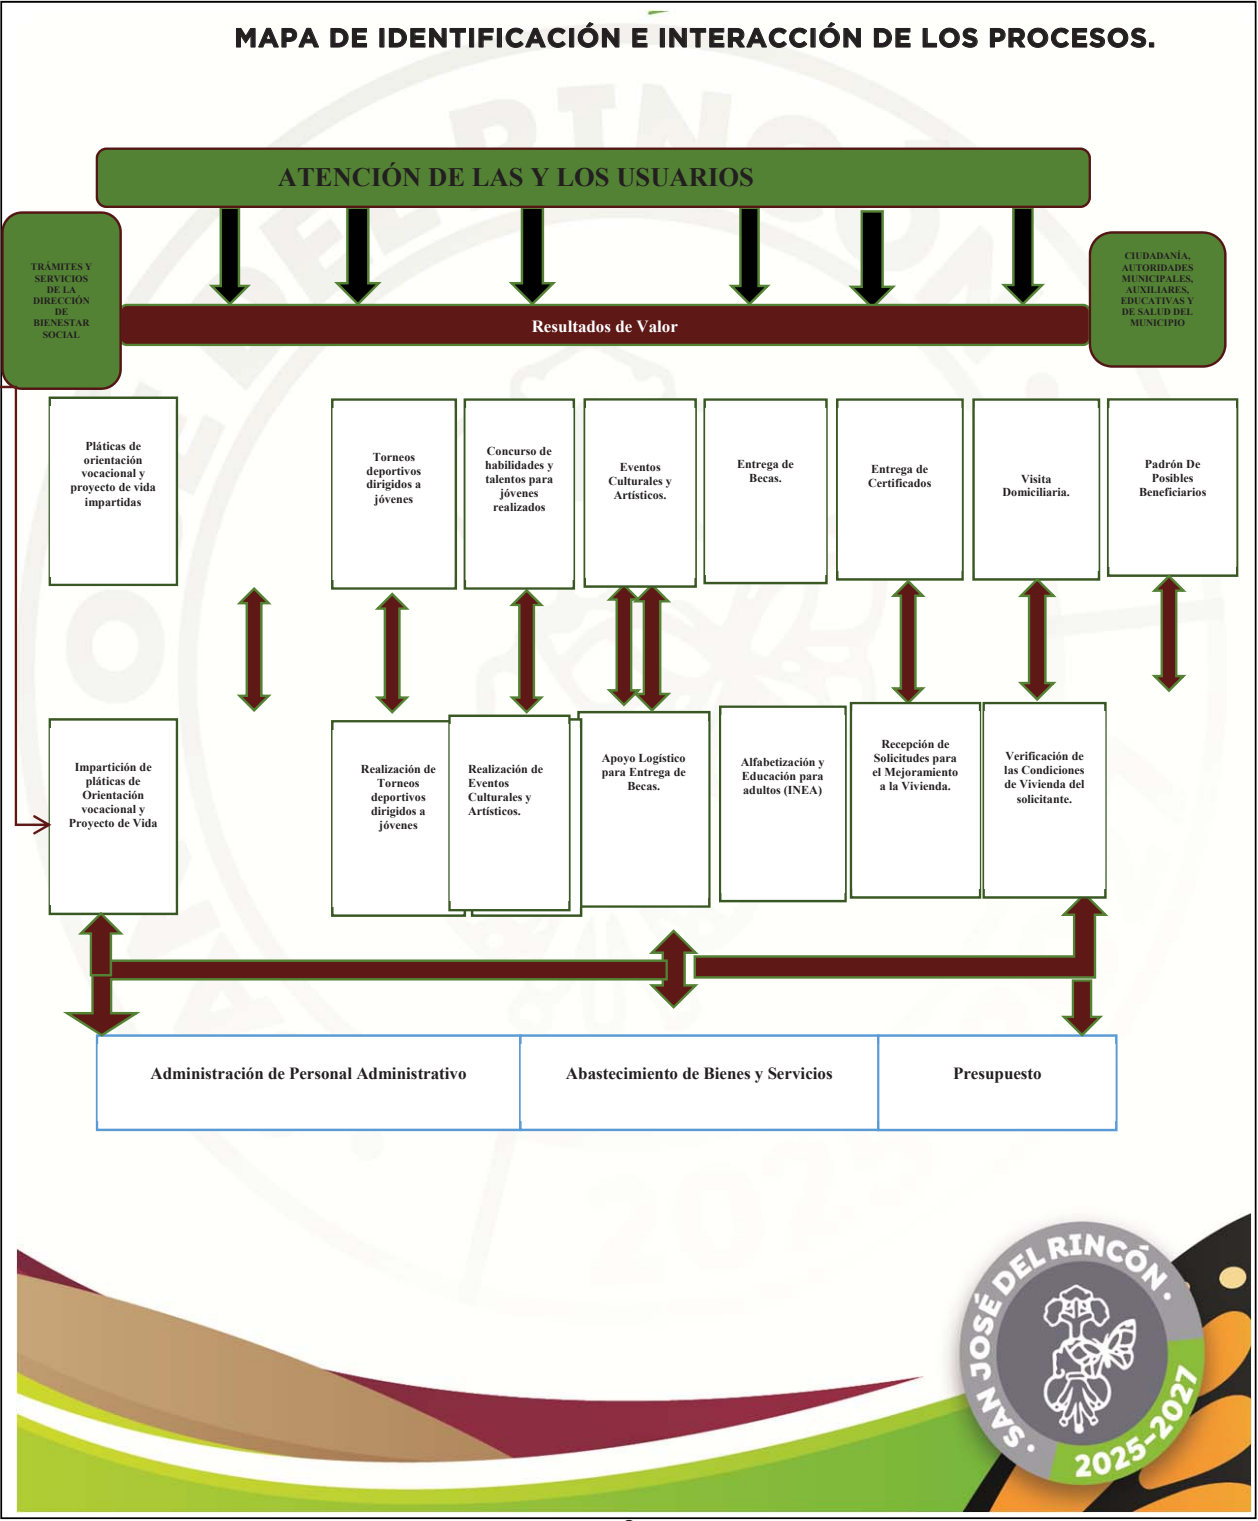 MAPA DE IDENTIFICACIÓN E INTERACCIÓN DE LOS PROCESOS.
ATENCIÓN DE LAS Y LOS USUARIOS
TRÁMITES Y
SERVICIOS
DE LA
DIRECCIÓN
DE
BIENESTAR
SOCIAL
CIUDADANÍA,
AUTORIDADES
MUNICIPALES,
AUXILIARES,
EDUCATIVAS Y
DE SALUD DEL
MUNICIPIO
Resultados de Valor
Pláticas de
orientación
vocacional y
proyecto de vida
impartidas
Torneos
deportivos
dirigidos a
jóvenes
Concurso de
habilidades y
talentos para
jóvenes
realizados
Eventos
Culturales y
Artísticos.
Entrega de
Becas.
Entrega de
Certificados
Visita
Domiciliaria.
Padrón De
Posibles
Beneficiarios
Impartición de
pláticas de
Orientación
vocacional y
Proyecto de Vida
Realización de
Torneos
deportivos
dirigidos a
jóvenes
Realización de
Eventos
Culturales y
Artísticos.
Apoyo Logístico
para Entrega de
Becas.
Alfabetización y
Educación para
adultos (INEA)
Recepción de
Solicitudes para
el Mejoramiento
a la Vivienda.
Verificación de
las Condiciones
de Vivienda del
solicitante.
Administración de Personal Administrativo
Abastecimiento de Bienes y Servicios
Presupuesto
· SAN JOSÉ DEL RINCÓN ·
2025-2027